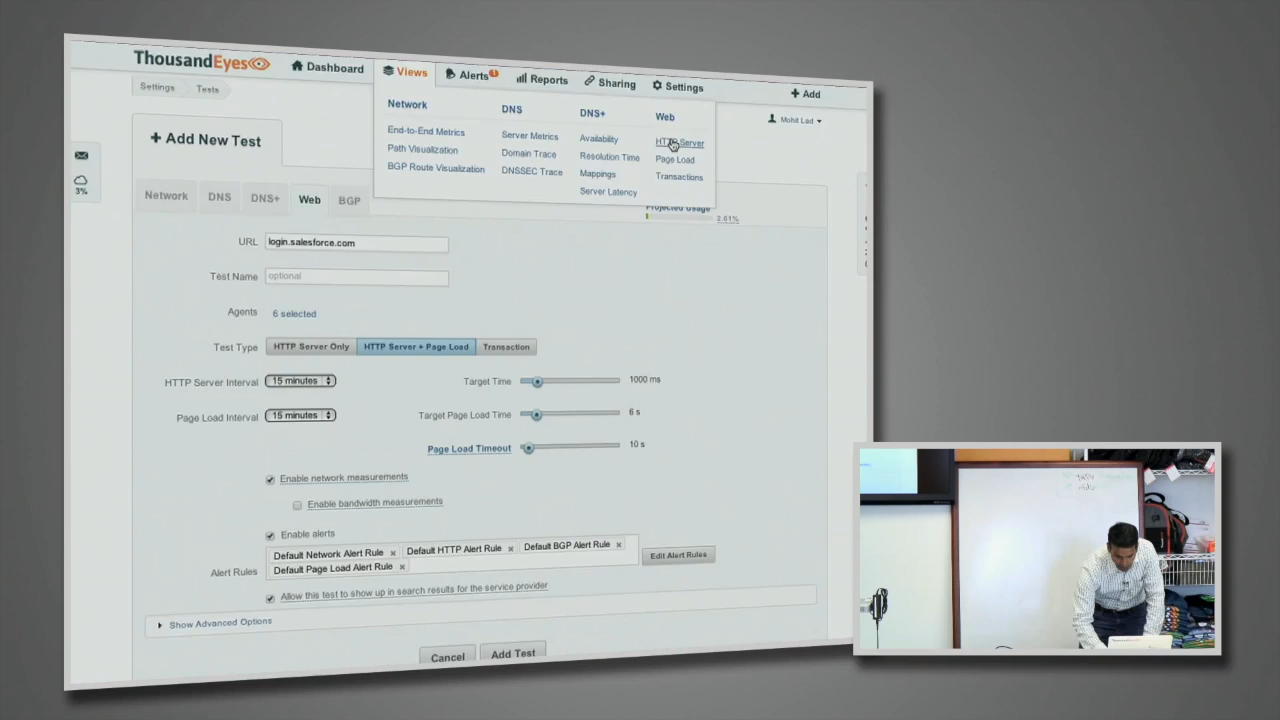 ThousandEyes Dashboard Views Alerts 1 Reports Sharing Settings + Add
Settings Tests
Mohit Lad
Network DNS DNS+ Web
End-to-End Metrics Server Metrics Availability HTTP Server
Path Visualization Domain Trace Resolution Time Page Load
BGP Route Visualization DNSSEC Trace Mappings Transactions
Server Latency
+ Add New Test
3%
Network DNS DNS+ Web BGP
Projected Usage
2.61%
URL login.salesforce.com
Test Name optional
Agents 6 selected
Test Type HTTP Server Only HTTP Server + Page Load Transaction
HTTP Server Interval 15 minutes Target Time 1000 ms
Page Load Interval 15 minutes Target Page Load Time 6 s
Page Load Timeout 10 s
Enable network measurements
Enable bandwidth measurements
Enable alerts
Alert Rules Default Network Alert Rule x Default HTTP Alert Rule x Default BGP Alert Rule x Edit Alert Rules
Default Page Load Alert Rule x
Allow this test to show up in search results for the service provider
Show Advanced Options
Cancel Add Test